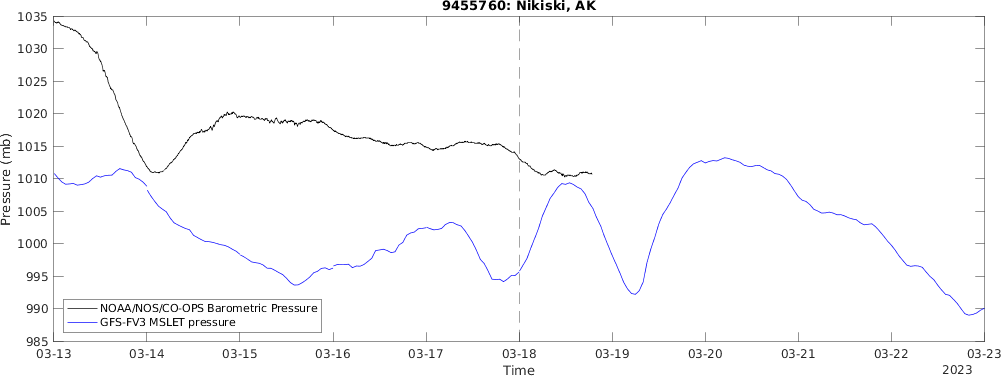 9455760: Nikiski, AK
Pressure (mb)
1035
1030
1025
1020
1015
1010
1005
1000
995
990
985
NOAA/NOS/CO-OPS Barometric Pressure
GFS-FV3 MSLET pressure
03-13 03-14 03-15 03-16 03-17 03-18 03-19 03-20 03-21 03-22 03-23
Time
2023